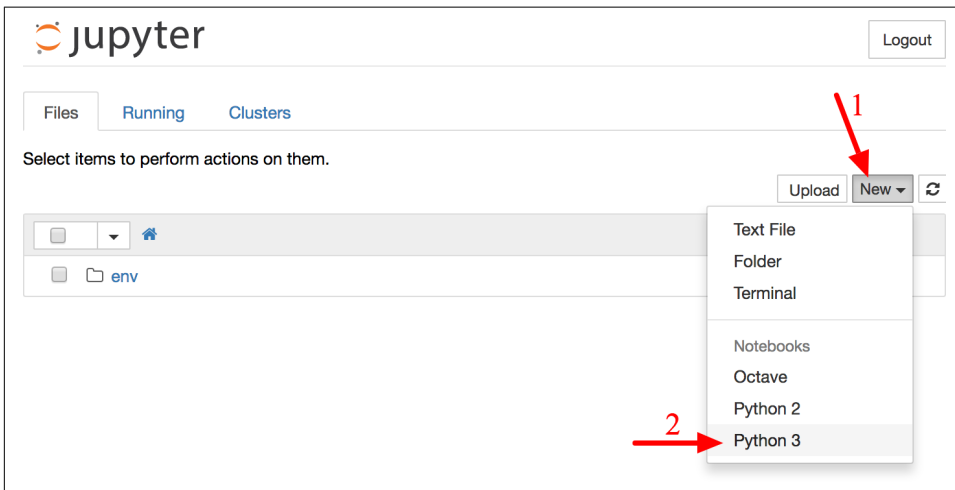 jupyter
Logout
Files Running Clusters
1
Select items to perform actions on them.
Upload New
env
Text File
Folder
Terminal
Notebooks
Octave
Python 2
2
Python 3